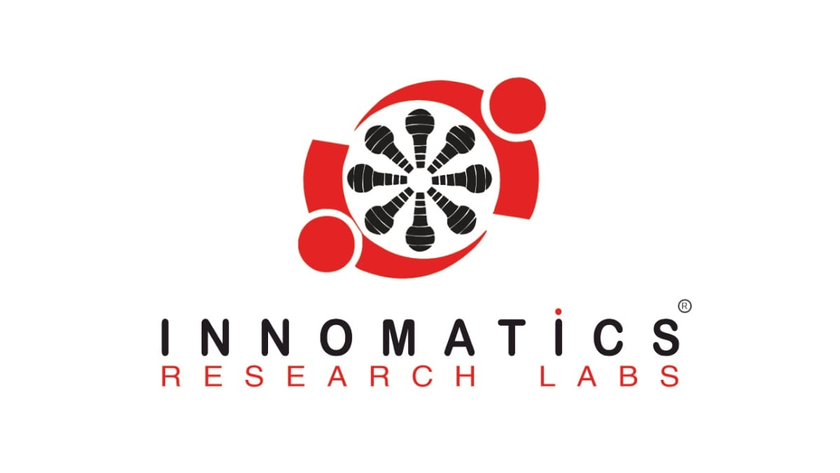 ®
INNOMATiCS
RESEARCH LABS